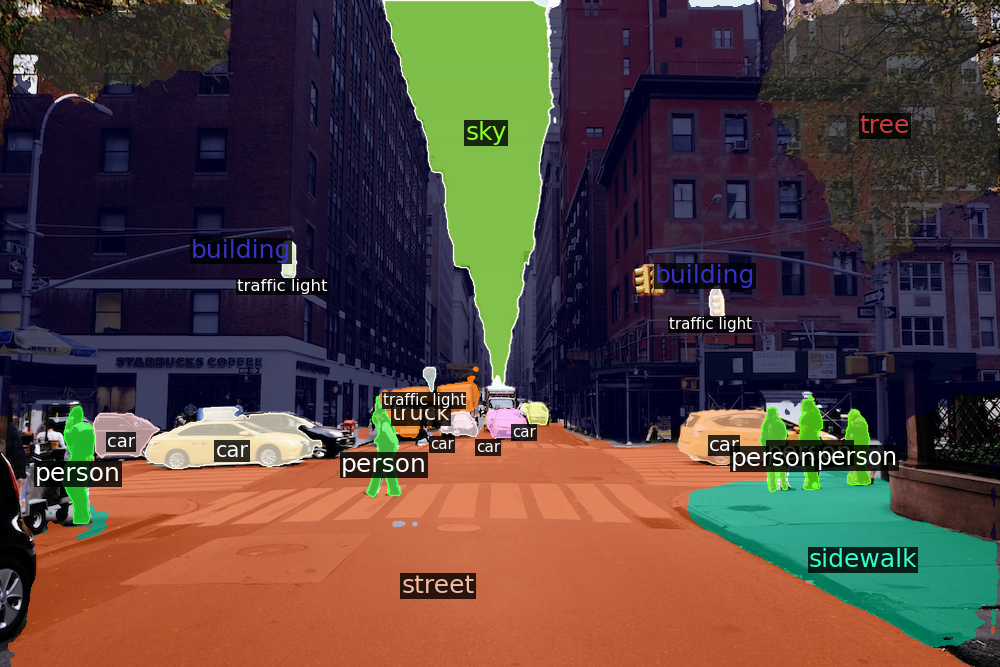 sky
tree
building
traffic light
building
traffic light
STARBUCKS COFFEE
traffic light
truck
car
car
car
car
car
car
person
person
person
person
sidewalk
street